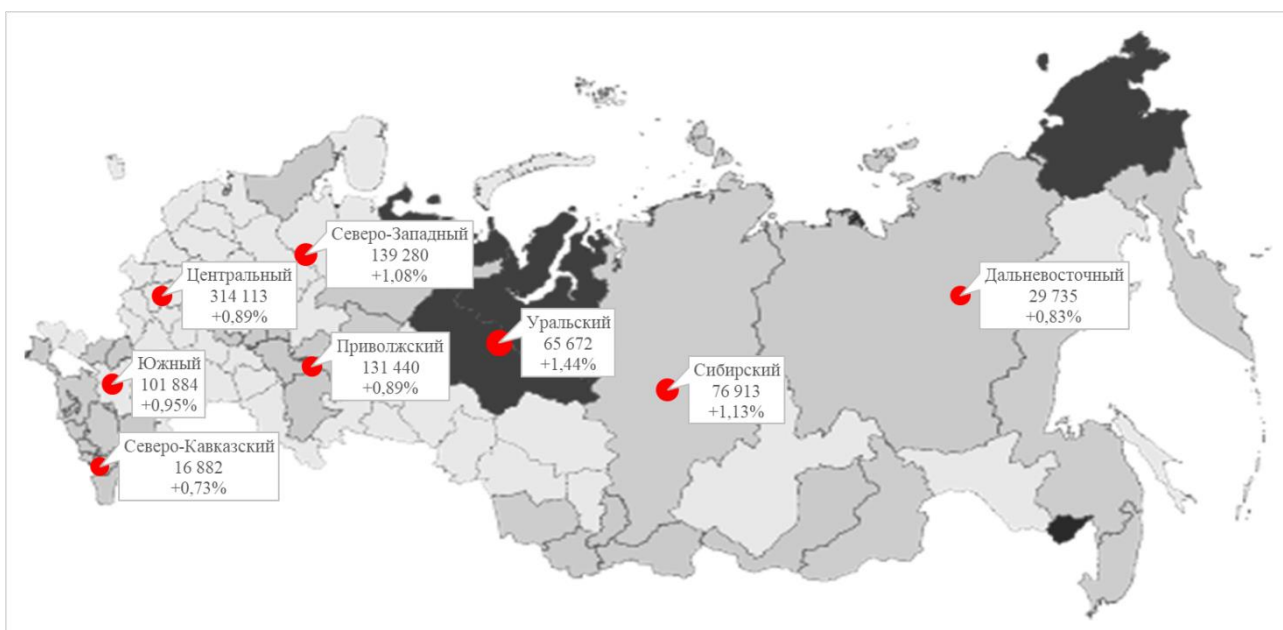 Северо-Западный
139 280
+1,08%
Центральный
314 113
+0,89%
Дальневосточный
29 735
+0,83%
Уральский
65 672
+1,44%
Приволжский
131 440
+0,89%
Южный
101 884
+0,95%
Сибирский
76 913
+1,13%
Северо-Кавказский
16 882
+0,73%